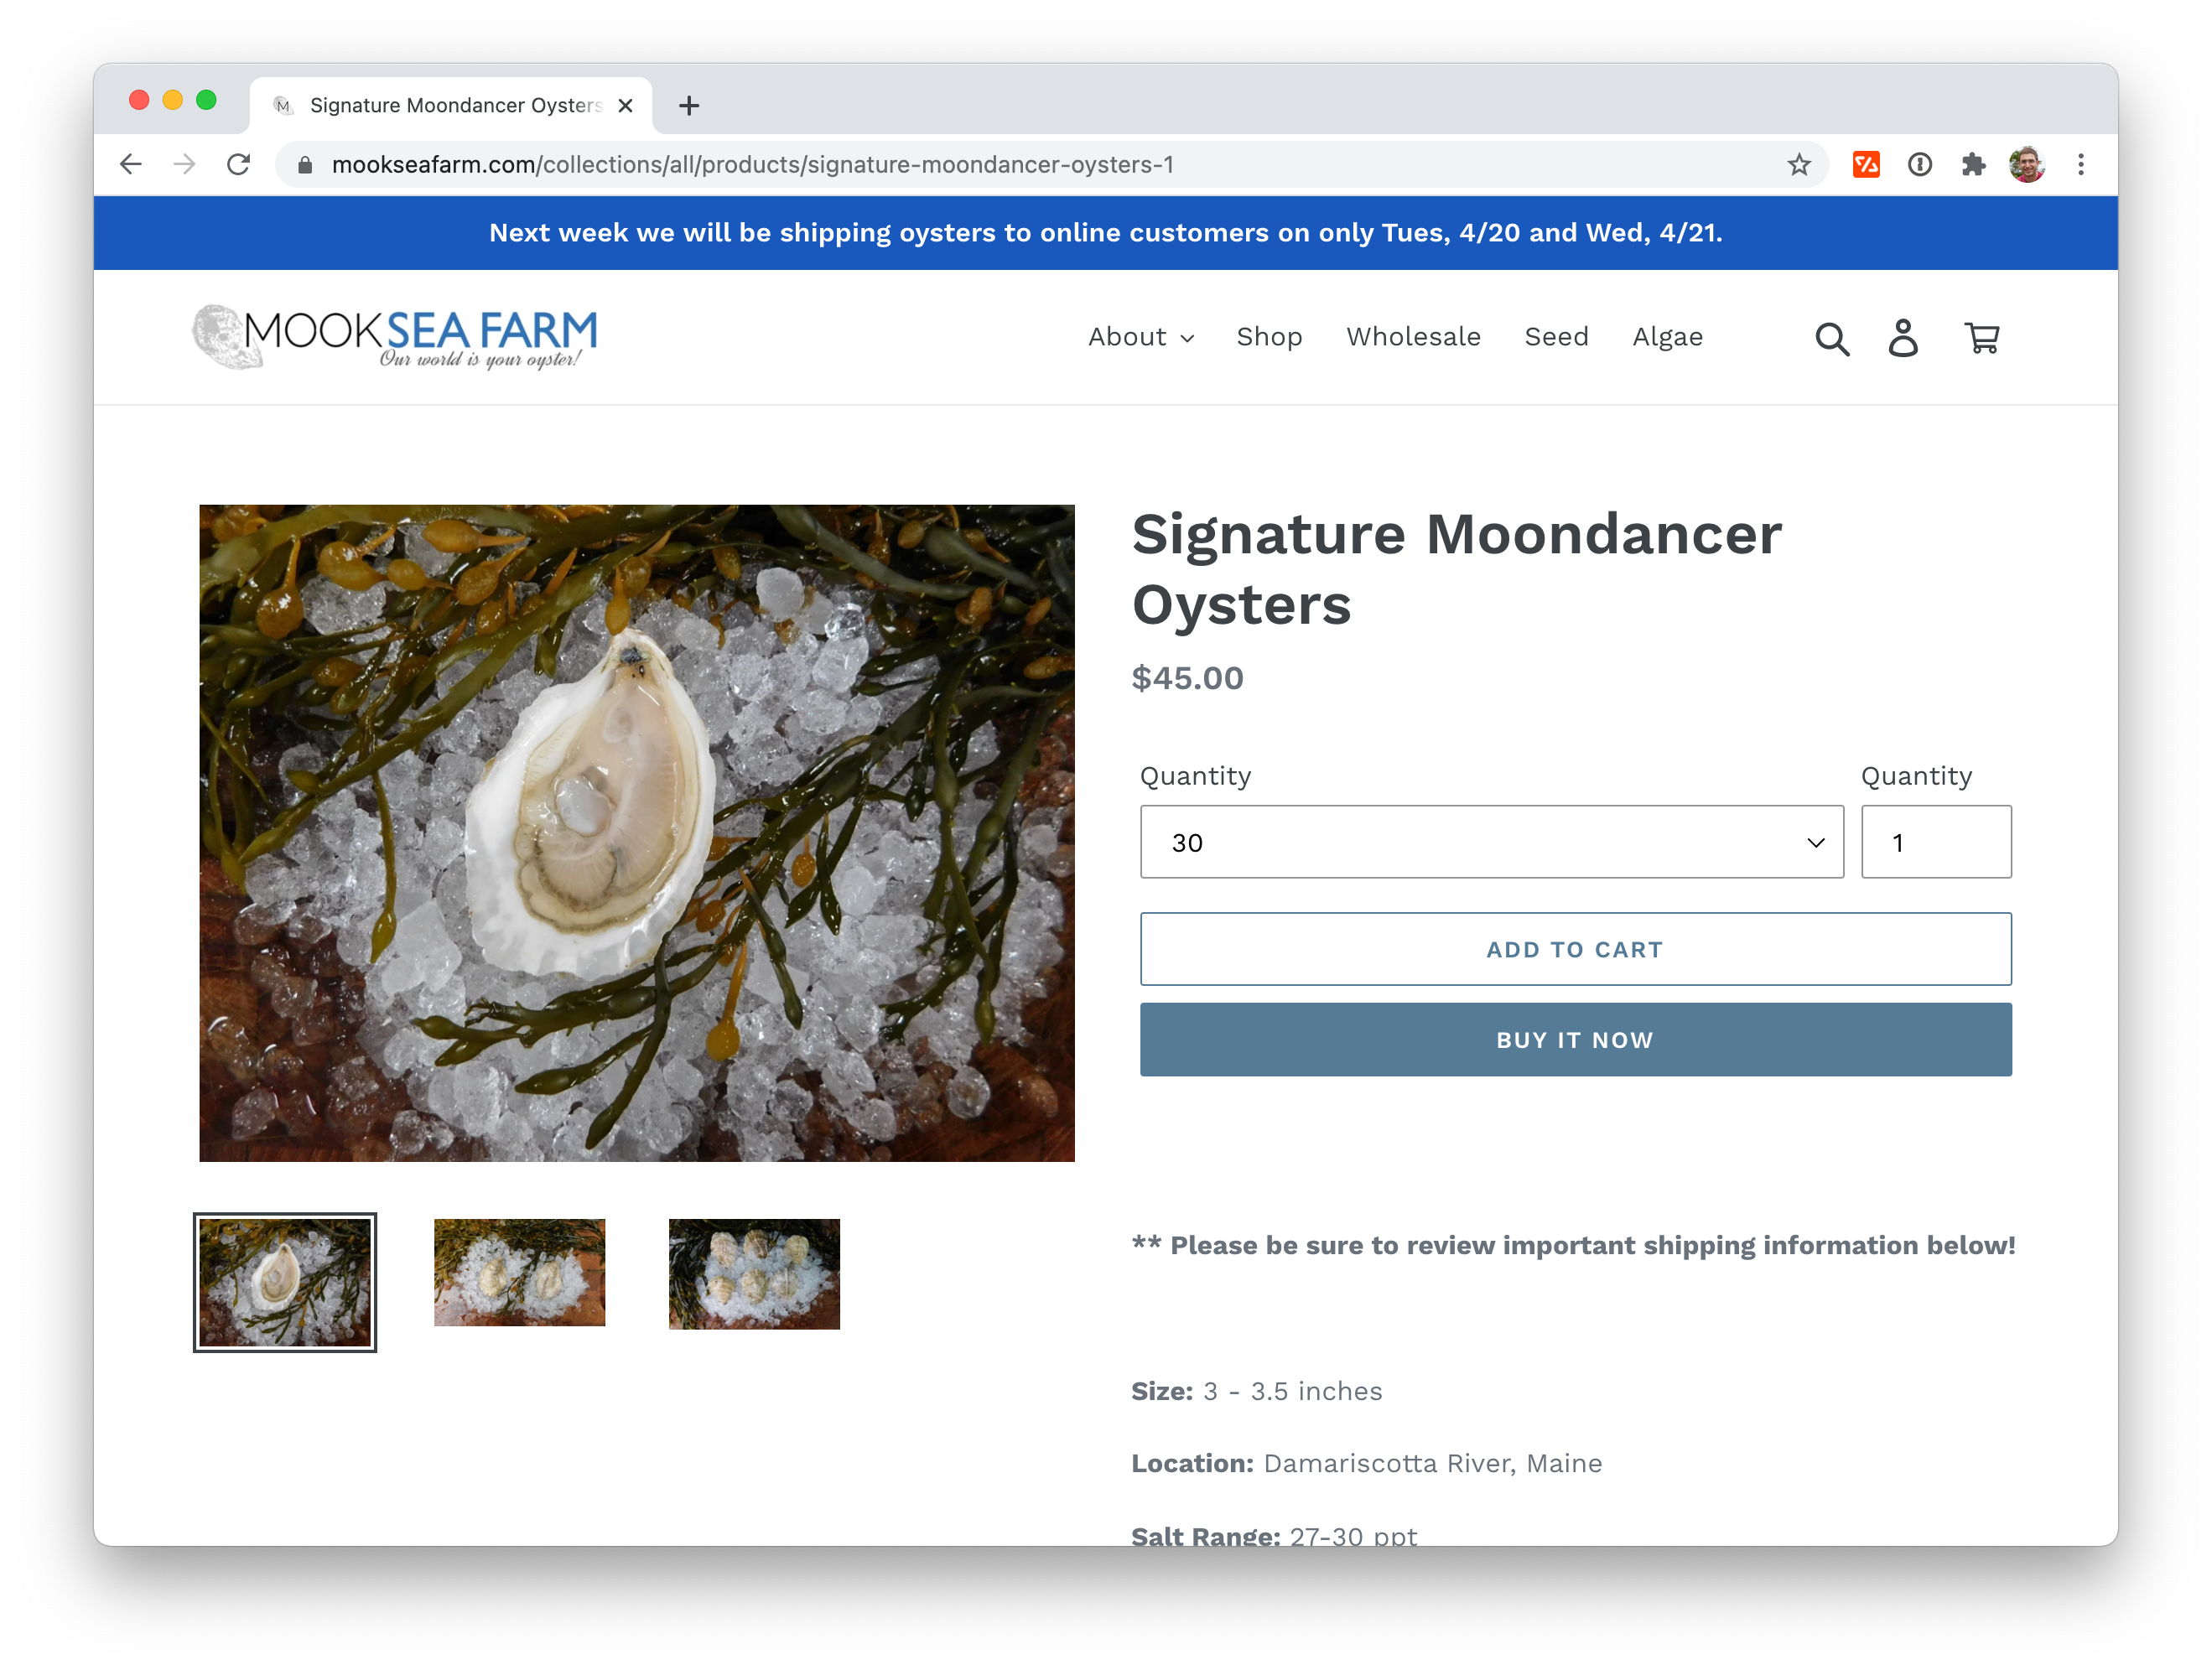 Signature Moondancer Oysters
mookseafarm.com/collections/all/products/signature-moondancer-oysters-1
Next week we will be shipping oysters to online customers on only Tues, 4/20 and Wed, 4/21.
MOOK SEA FARM
Our world is your oyster!
About Shop Wholesale Seed Algae
Signature Moondancer
Oysters
$45.00
Quantity Quantity
30 1
ADD TO CART
BUY IT NOW
** Please be sure to review important shipping information below!
Size: 3 - 3.5 inches
Location: Damariscotta River, Maine
Salt Range: 27-30 ppt